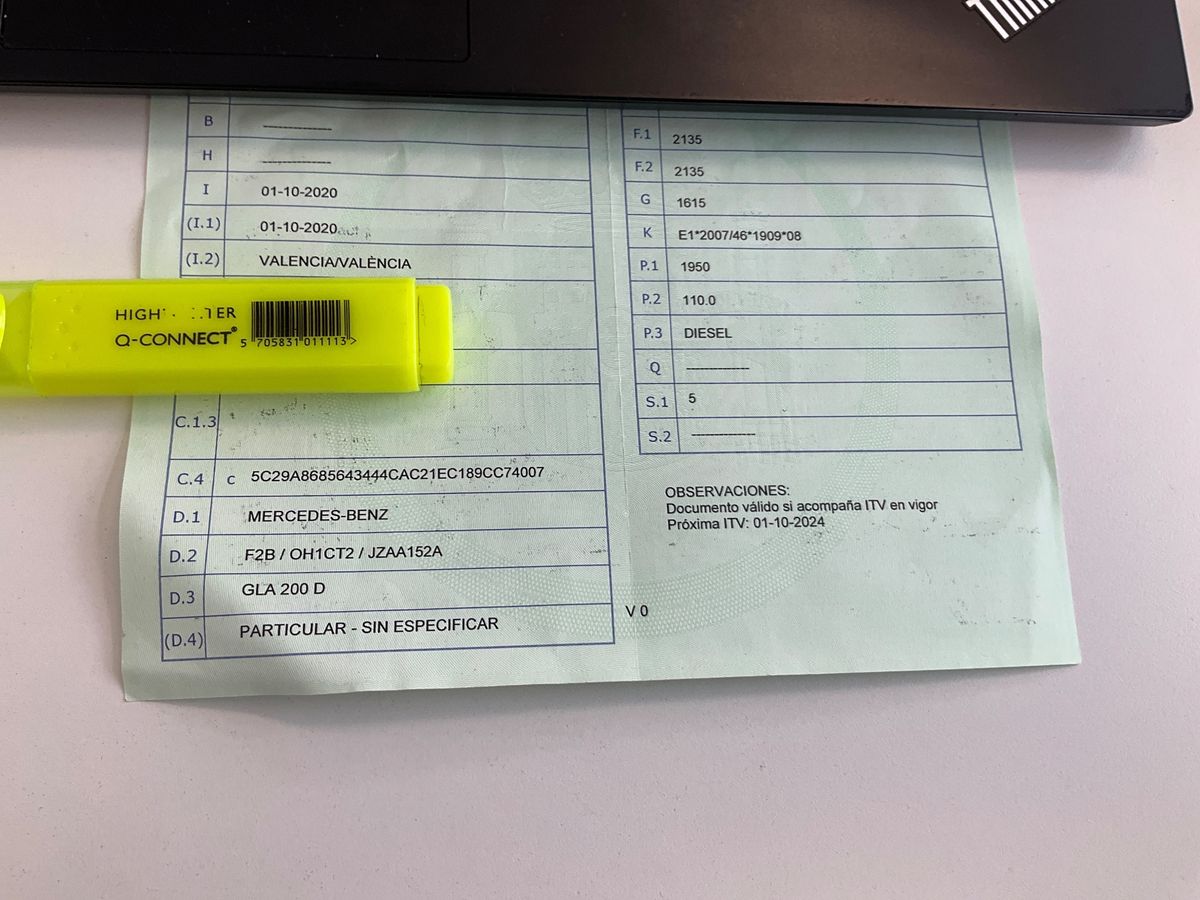 B -------------
H -------------
I 01-10-2020
(I.1) 01-10-2020
(I.2) VALENCIA/VALÈNCIA
HIGH
Q-CONNECT®
5 705831 011113 >
C.1.3
C.4 c 5C29A8685643444CAC21EC189CC74007
D.1 MERCEDES-BENZ
D.2 F2B / OH1CT2 / JZAA152A
D.3 GLA 200 D
(D.4) PARTICULAR - SIN ESPECIFICAR
F.1 2135
F.2 2135
G 1615
K E1*2007/46*1909*08
P.1 1950
P.2 110.0
P.3 DIESEL
Q -------------
S.1 5
S.2 -------------
OBSERVACIONES:
Documento válido si acompaña ITV en vigor
Próxima ITV: 01-10-2024
V 0